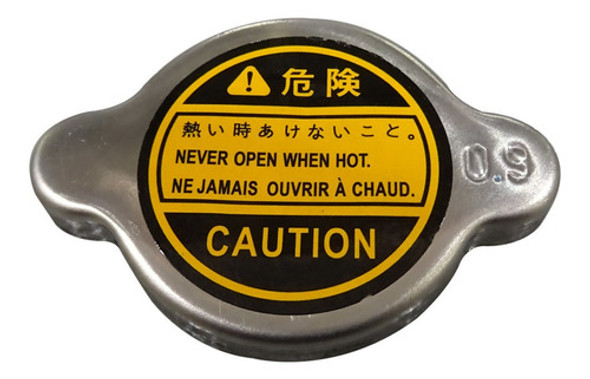 危険
熱い時あけないこと。
NEVER OPEN WHEN HOT.
NE JAMAIS OUVRIR À CHAUD.
CAUTION
0.9